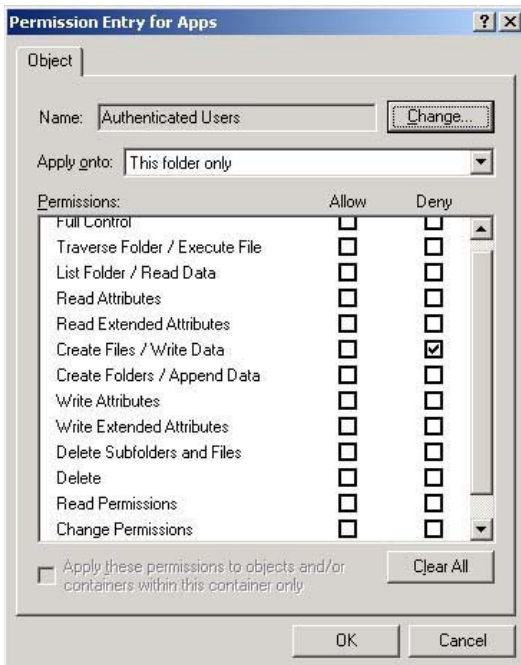 Permission Entry for Apps
Object
Name: Authenticated Users Change...
Apply onto: This folder only
Permissions: Allow Deny
Full Control
Traverse Folder / Execute File
List Folder / Read Data
Read Attributes
Read Extended Attributes
Create Files / Write Data
Create Folders / Append Data
Write Attributes
Write Extended Attributes
Delete Subfolders and Files
Delete
Read Permissions
Change Permissions
Apply these permissions to objects and/or
containers within this container only
Clear All
OK Cancel